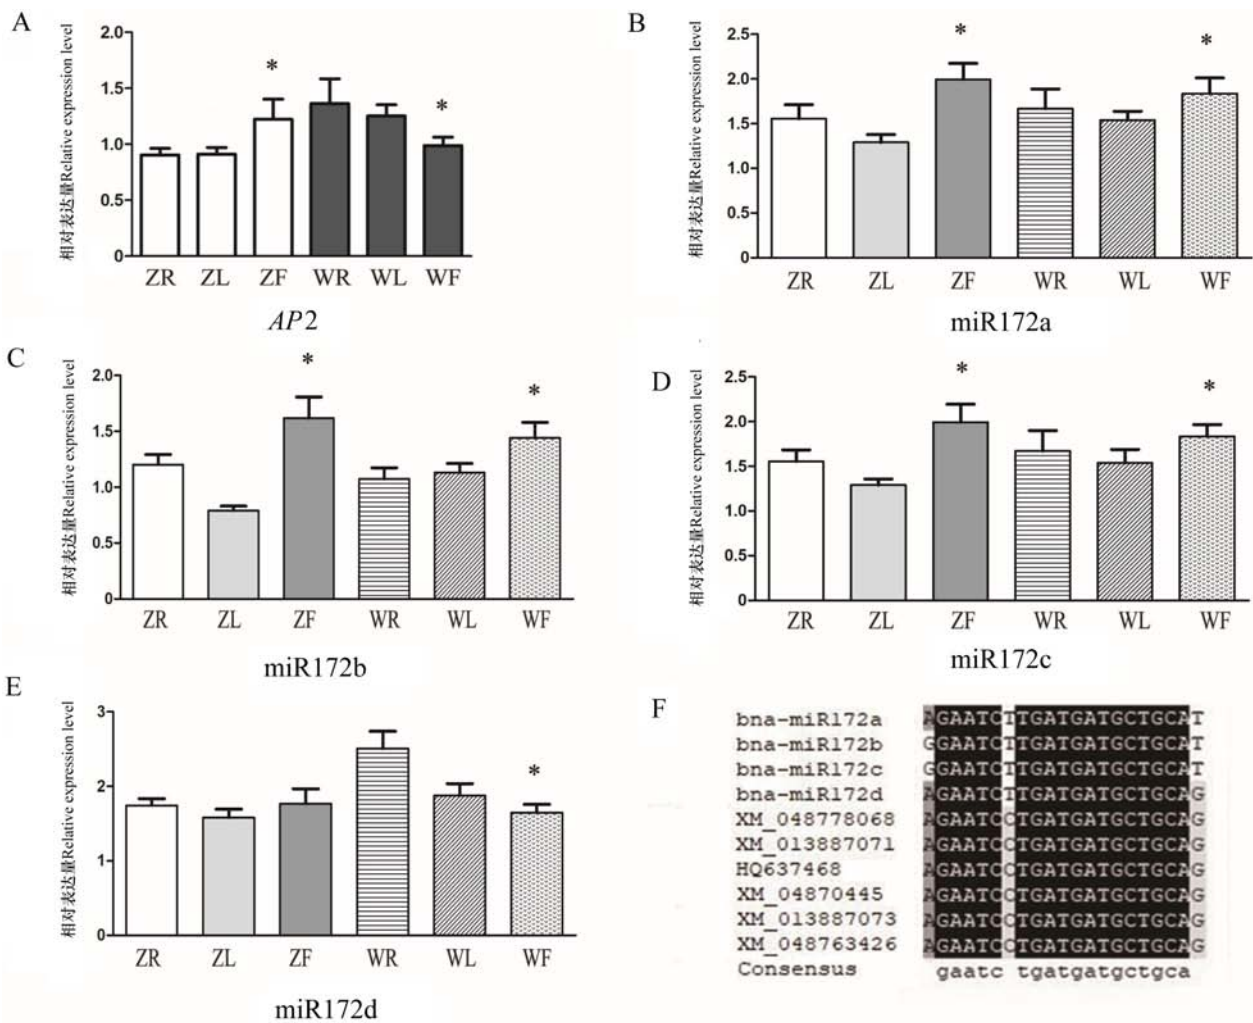 A
相对表达量Relative expression level
2.0
1.5
1.0
0.5
0
*
*
ZR ZL ZF WR WL WF
AP2
B
相对表达量Relative expression level
2.5
2.0
1.5
1.0
0.5
0
*
*
ZR ZL ZF WR WL WF
miR172a
C
相对表达量Relative expression level
2.0
1.5
1.0
0.5
0
*
*
ZR ZL ZF WR WL WF
miR172b
D
相对表达量Relative expression level
2.5
2.0
1.5
1.0
0.5
0
*
*
ZR ZL ZF WR WL WF
miR172c
E
相对表达量Relative expression level
3
2
1
0
*
ZR ZL ZF WR WL WF
miR172d
F
bna-miR172a AGAATCTTGATGATGCTGCAT
bna-miR172b GGAATCTTGATGATGCTGCAT
bna-miR172c GGAATCTTGATGATGCTGCAT
bna-miR172d AGAATCTTGATGATGCTGCAG
XM_048778068 AGAATCCTGATGATGCTGCAG
XM_013887071 AGAATCCTGATGATGCTGCAG
HQ637468 AGAATCCTGATGATGCTGCAG
XM_04870445 AGAATCCTGATGATGCTGCAG
XM_013887073 AGAATCCTGATGATGCTGCAG
XM_048763426 AGAATCCTGATGATGCTGCAG
Consensus gaatc tgatgatgctgca